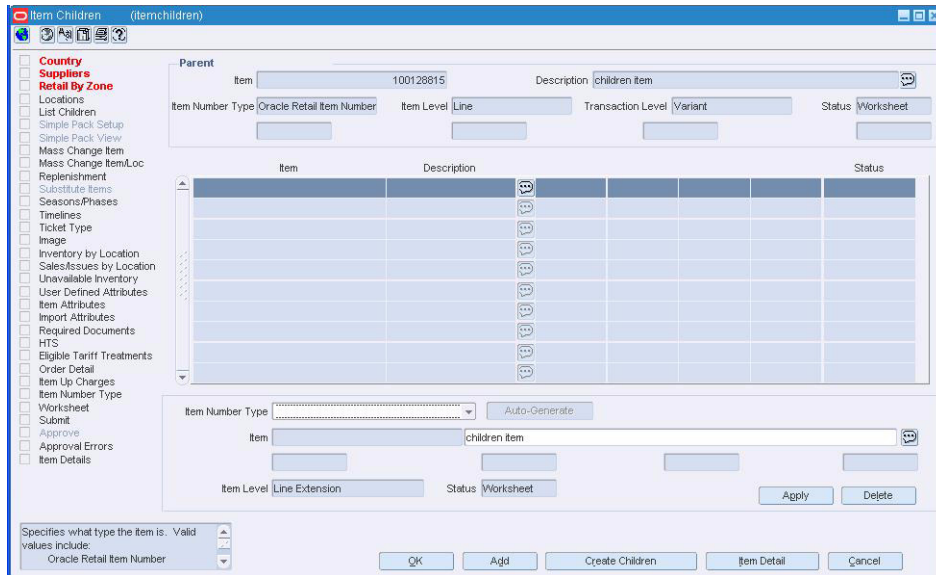 Item Children (itemchildren)
Country
Suppliers
Retail By Zone
Locations
List Children
Simple Pack Setup
Simple Pack View
Mass Change Item
Mass Change Item/Loc
Replenishment
Substitute Items
Seasons/Phases
Timelines
Ticket Type
Image
Inventory by Location
Sales/Issues by Location
Unavailable Inventory
User Defined Attributes
Item Attributes
Import Attributes
Required Documents
HTS
Eligible Tariff Treatments
Order Detail
Item Up Charges
Item Number Type
Worksheet
Submit
Approve
Approval Errors
Item Details
Parent
Item 100128815 Description children item
Item Number Type Oracle Retail Item Number Item Level Line Transaction Level Variant Status Worksheet
Item Description Status
Item Number Type Auto-Generate
Item children item
Item Level Line Extension Status Worksheet
Apply Delete
Specifies what type the item is. Valid
values include:
Oracle Retail Item Number
OK Add Create Children Item Detail Cancel